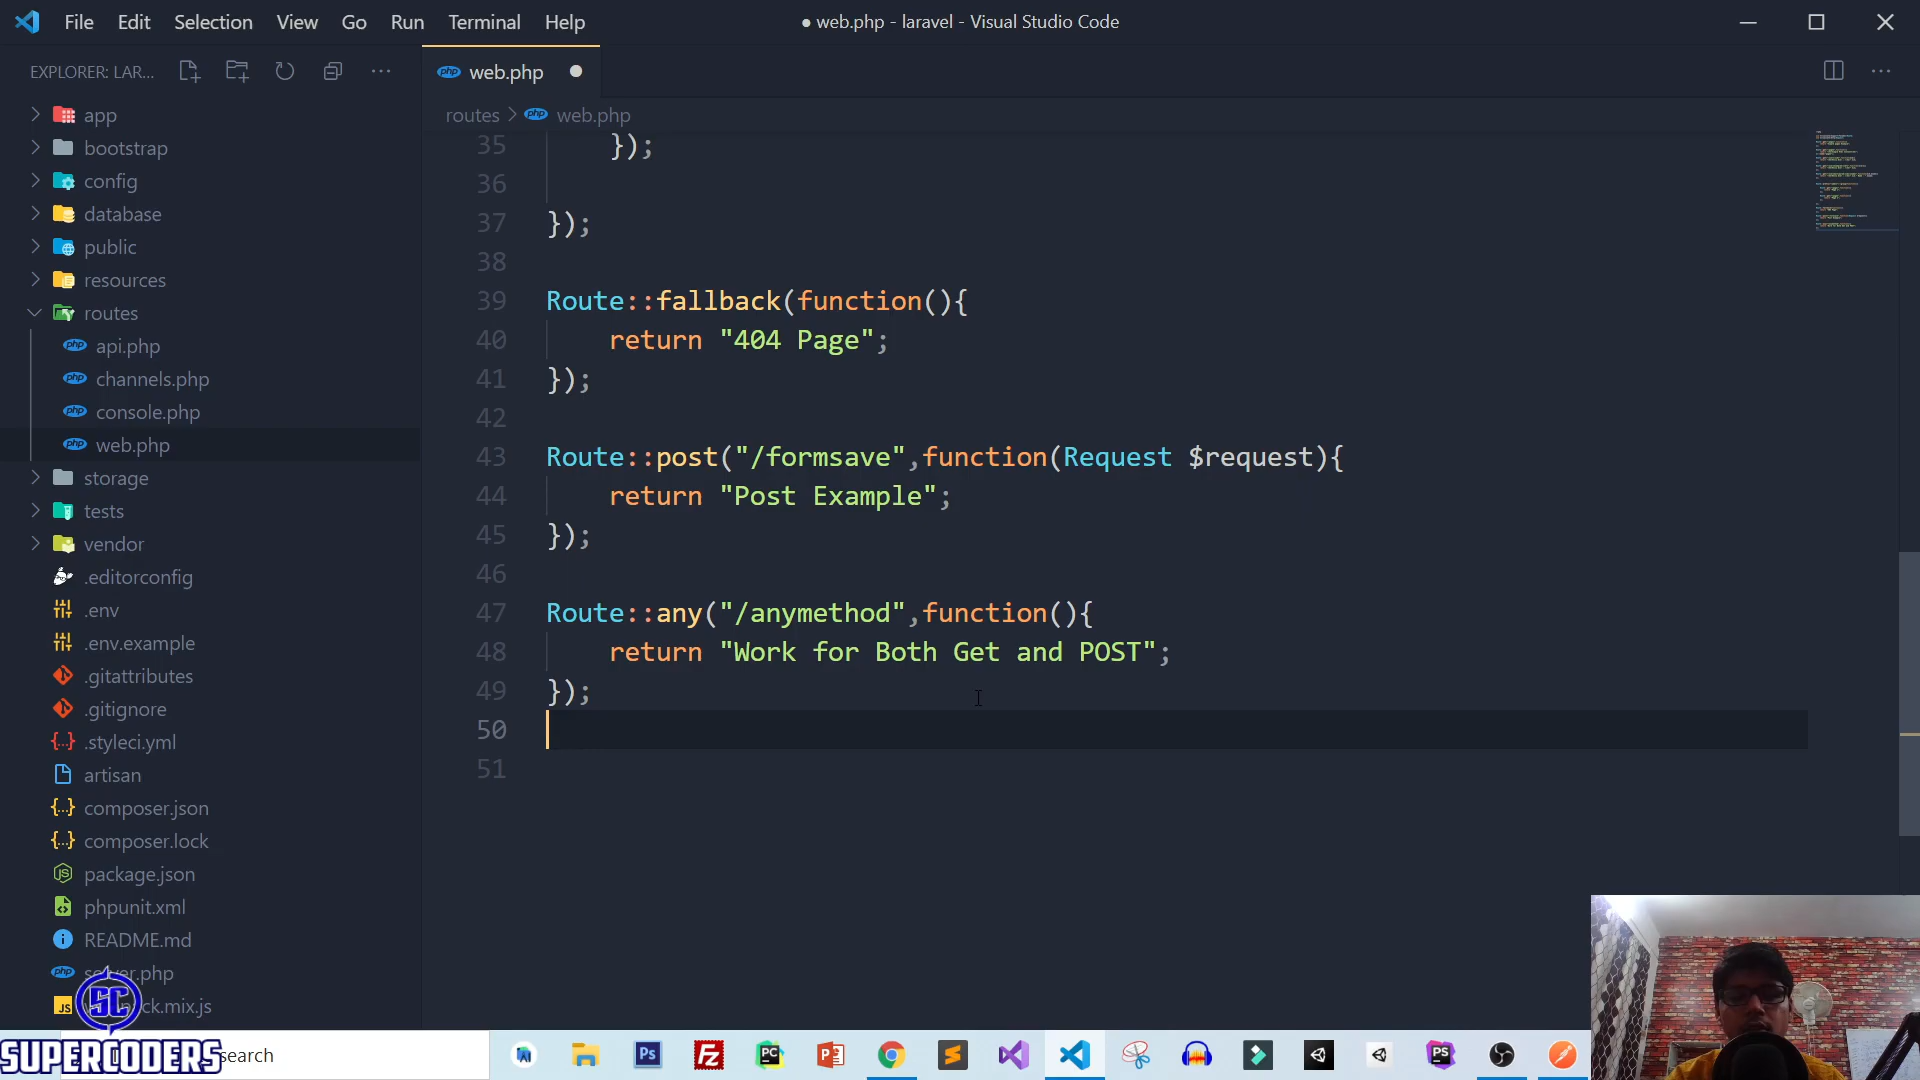 File Edit Selection View Go Run Terminal Help
● web.php - laravel - Visual Studio Code
EXPLORER: LAR...
web.php
routes > web.php
app
bootstrap
config
database
public
resources
routes
api.php
channels.php
console.php
web.php
storage
tests
vendor
.editorconfig
.env
.env.example
.gitattributes
.gitignore
.styleci.yml
artisan
composer.json
composer.lock
package.json
phpunit.xml
README.md
35 });
36
37 });
38
39 Route::fallback(function(){
40 return "404 Page";
41 });
42
43 Route::post("/formsave",function(Request $request){
44 return "Post Example";
45 });
46
47 Route::any("/anymethod",function(){
48 return "Work for Both Get and POST";
49 });
50
51
SC
SUPERCODERS
search